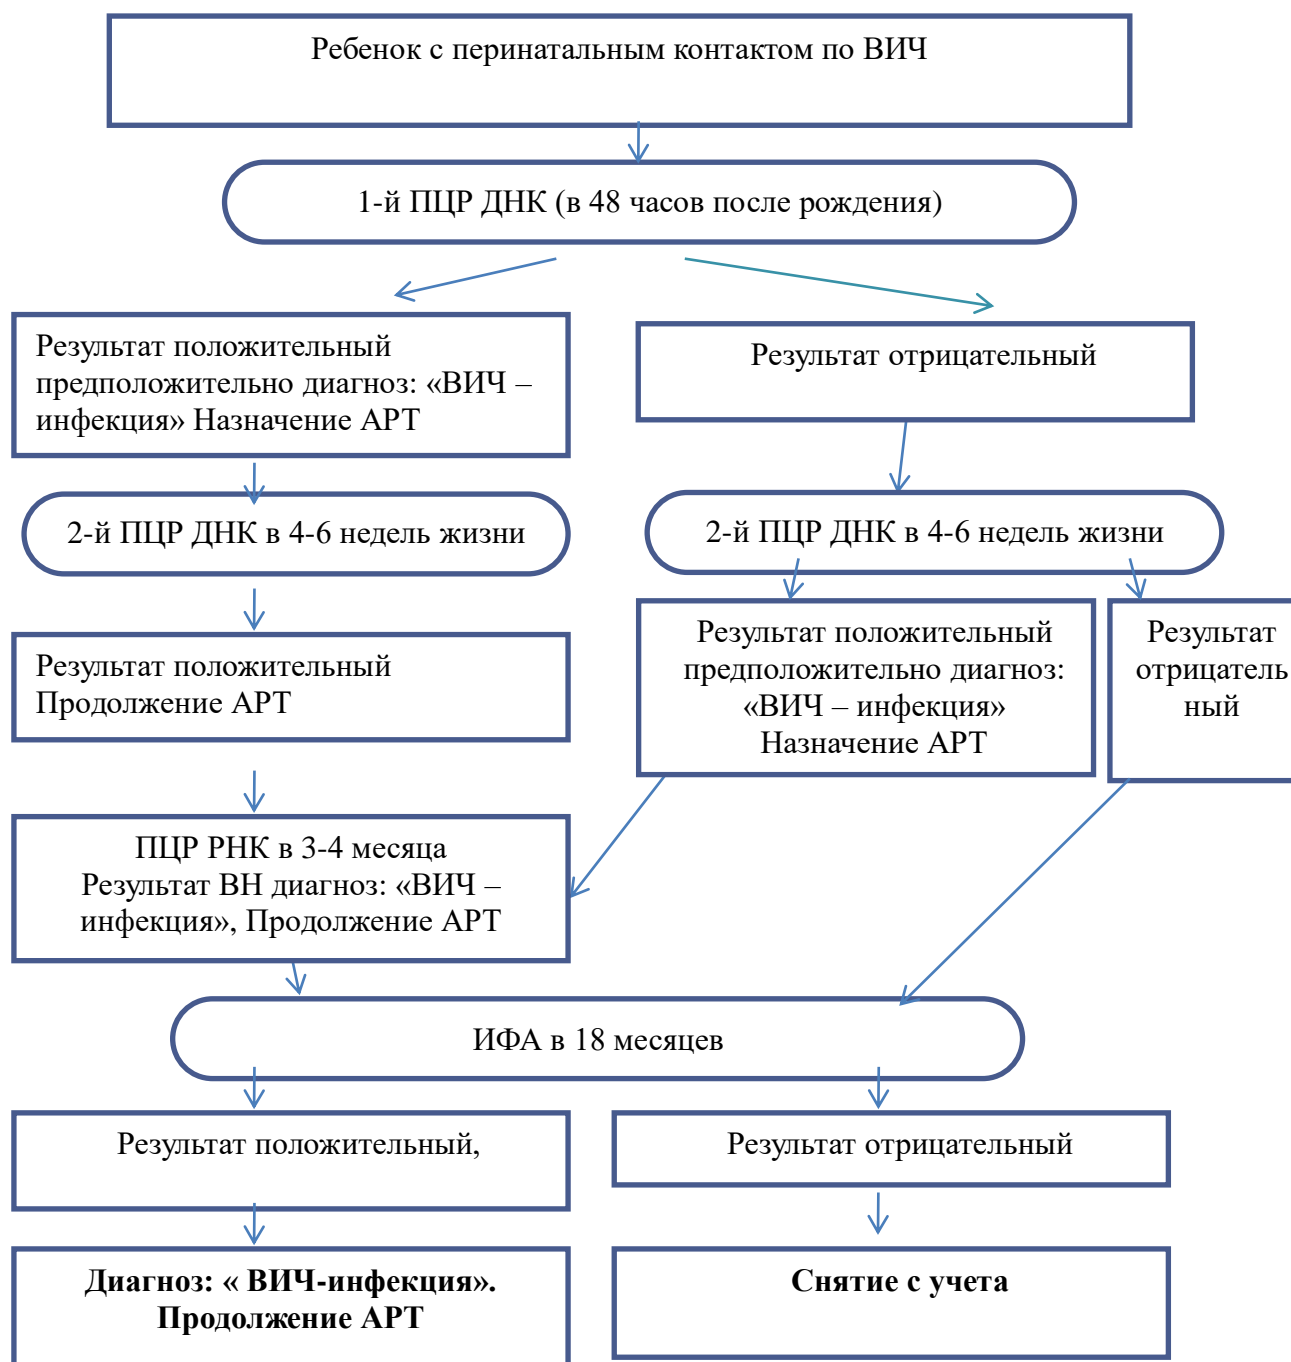 Ребенок с перинатальным контактом по ВИЧ
1-й ПЦР ДНК (в 48 часов после рождения)
Результат положительный
предположительно диагноз: «ВИЧ –
инфекция» Назначение АРТ
Результат отрицательный
2-й ПЦР ДНК в 4-6 недель жизни
2-й ПЦР ДНК в 4-6 недель жизни
Результат положительный
Продолжение АРТ
Результат положительный
предположительно диагноз:
«ВИЧ – инфекция»
Назначение АРТ
Результат
отрицатель
ный
ПЦР РНК в 3-4 месяца
Результат ВН диагноз: «ВИЧ –
инфекция», Продолжение АРТ
ИФА в 18 месяцев
Результат положительный,
Результат отрицательный
Диагноз: « ВИЧ-инфекция».
Продолжение АРТ
Снятие с учета